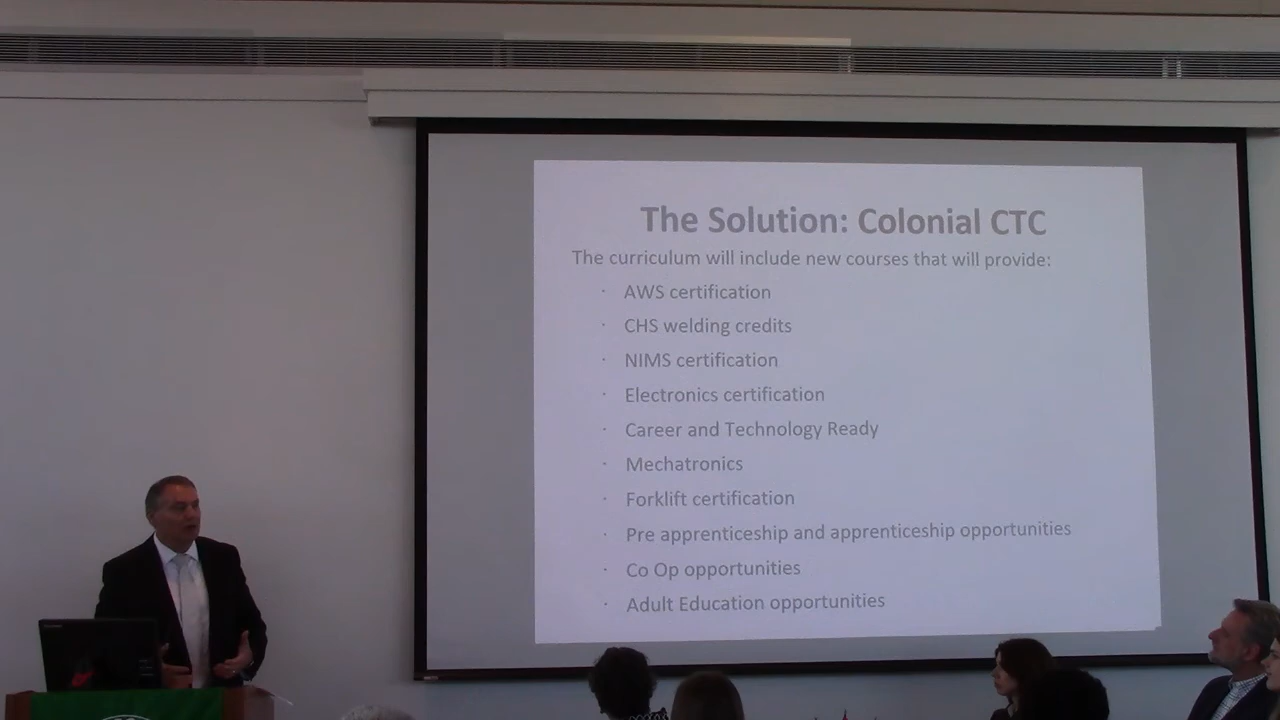 The Solution: Colonial CTC
The curriculum will include new courses that will provide:
· AWS certification
· CHS welding credits
· NIMS certification
· Electronics certification
· Career and Technology Ready
· Mechatronics
· Forklift certification
· Pre apprenticeship and apprenticeship opportunities
· Co Op opportunities
· Adult Education opportunities